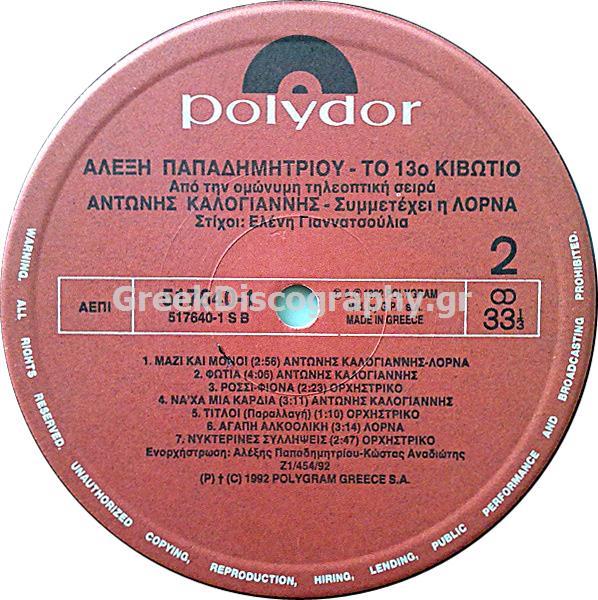 polydor
ΑΛΕΞΗ ΠΑΠΑΔΗΜΗΤΡΙΟΥ - ΤΟ 13ο ΚΙΒΩΤΙΟ
Από την ομώνυμη τηλεοπτική σειρά
ΑΝΤΩΝΗΣ ΚΑΛΟΓΙΑΝΝΗΣ - Συμμετέχει η ΛΟΡΝΑ
Στίχοι: Ελένη Γιαννατσούλια
2
GreekDiscography.gr
ΑΕΠΙ
517640-1 S B
MADE IN GREECE
33 1/3
1. ΜΑΖΙ ΚΑΙ ΜΟΝΟΙ (2:56) ΑΝΤΩΝΗΣ ΚΑΛΟΓΙΑΝΝΗΣ-ΛΟΡΝΑ
2. ΦΩΤΙΑ (4:06) ΑΝΤΩΝΗΣ ΚΑΛΟΓΙΑΝΝΗΣ
3. ΡΟΣΣΙ-ΦΙΟΝΑ (2:23) ΟΡΧΗΣΤΡΙΚΟ
4. ΝΑ'ΧΑ ΜΙΑ ΚΑΡΔΙΑ (3:11) ΑΝΤΩΝΗΣ ΚΑΛΟΓΙΑΝΝΗΣ
5. ΤΙΤΛΟΙ (Παραλλαγή) (1:10) ΟΡΧΗΣΤΡΙΚΟ
6. ΑΓΑΠΗ ΑΛΚΟΟΛΙΚΗ (3:14) ΛΟΡΝΑ
7. ΝΥΚΤΕΡΙΝΕΣ ΣΥΛΛΗΨΕΙΣ (2:47) ΟΡΧΗΣΤΡΙΚΟ
Ενορχήστρωση: Αλέξης Παπαδημητρίου-Κώστας Αναδιώτης
Ζ1/454/92
(P) † (C) 1992 POLYGRAM GREECE S.A.
WARNING. ALL RIGHTS RESERVED. UNAUTHORIZED COPYING, REPRODUCTION, HIRING, LENDING, PUBLIC PERFORMANCE AND BROADCASTING PROHIBITED.